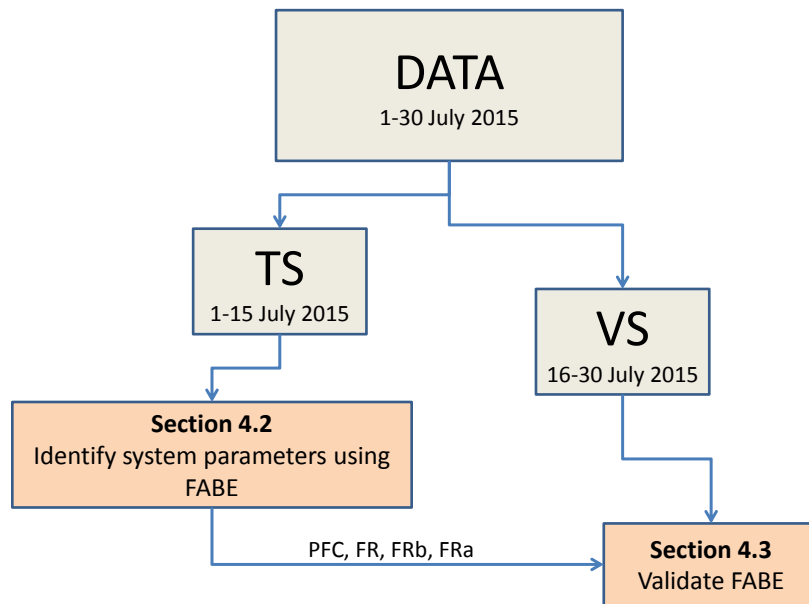 DATA
1-30 July 2015
TS
1-15 July 2015
VS
16-30 July 2015
Section 4.2
Identify system parameters using
FABE
PFC, FR, FRb, FRa
Section 4.3
Validate FABE